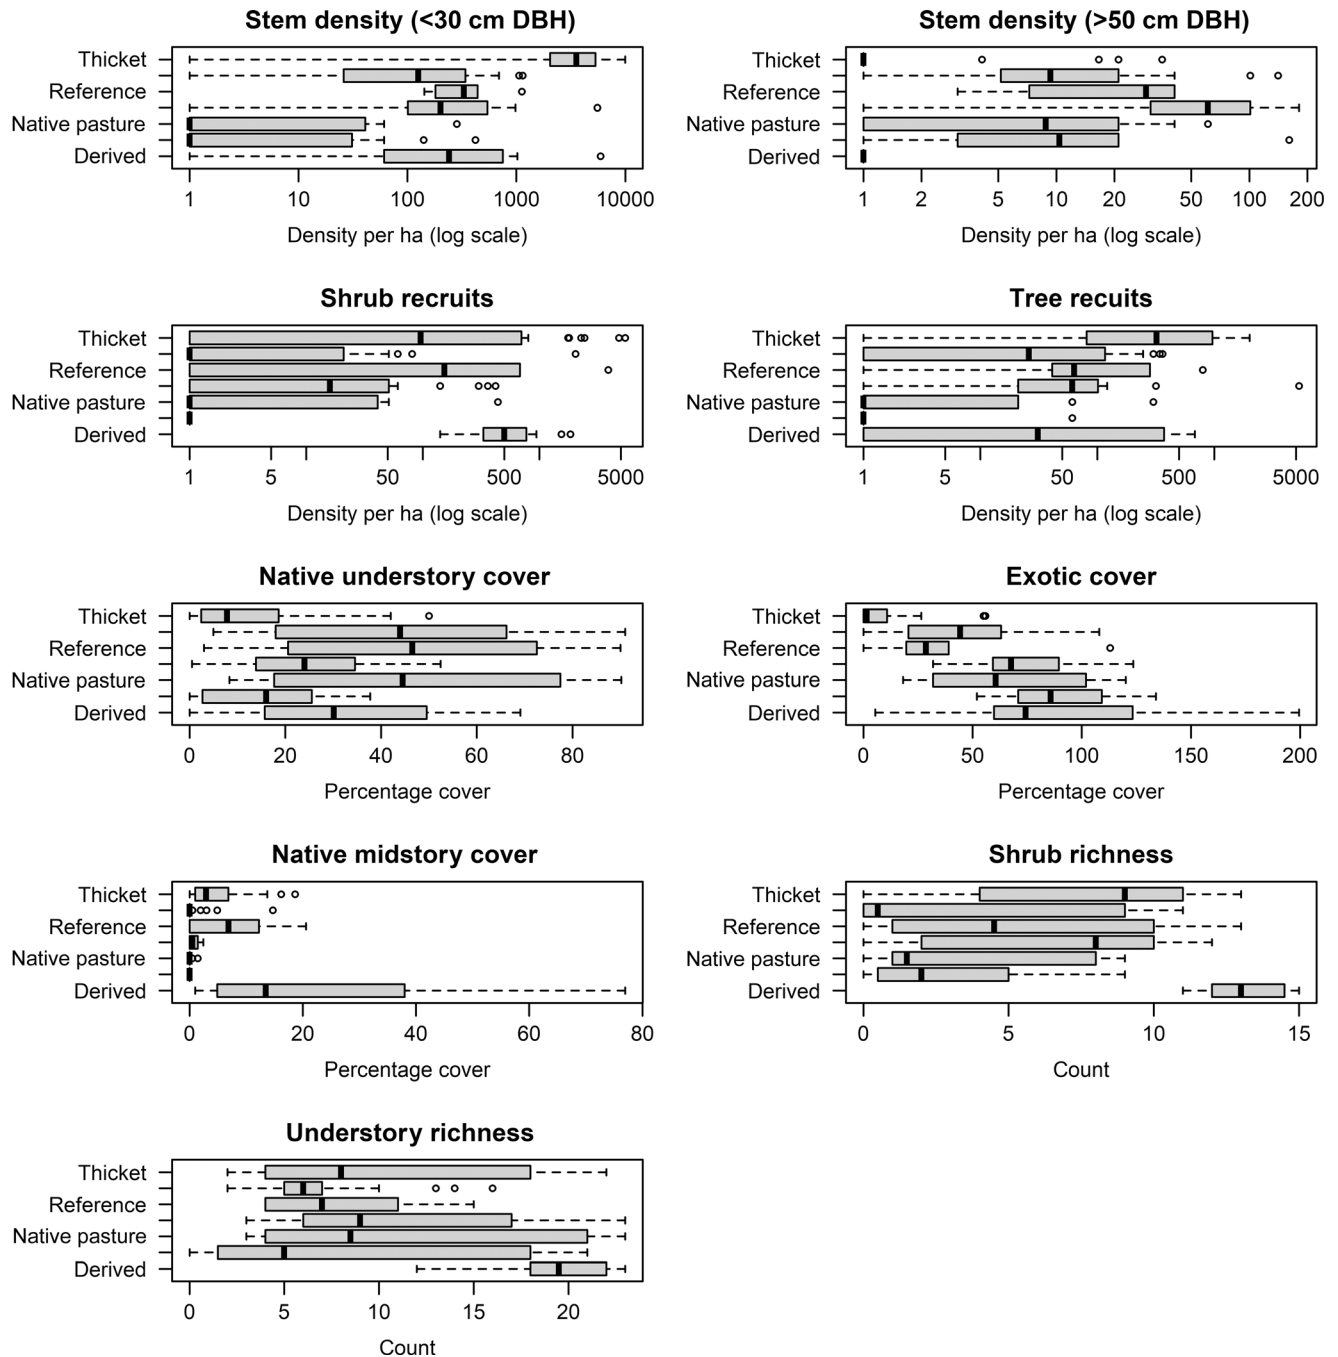 Stem density (<30 cm DBH)
Thicket
Reference
Native pasture
Derived
1 10 100 1000 10000
Density per ha (log scale)
Stem density (>50 cm DBH)
Thicket
Reference
Native pasture
Derived
1 2 5 10 20 50 100 200
Density per ha (log scale)
Shrub recruits
Thicket
Reference
Native pasture
Derived
1 5 50 500 5000
Density per ha (log scale)
Tree recuits
Thicket
Reference
Native pasture
Derived
1 5 50 500 5000
Density per ha (log scale)
Native understory cover
Thicket
Reference
Native pasture
Derived
0 20 40 60 80
Percentage cover
Exotic cover
Thicket
Reference
Native pasture
Derived
0 50 100 150 200
Percentage cover
Native midstory cover
Thicket
Reference
Native pasture
Derived
0 20 40 60 80
Percentage cover
Shrub richness
Thicket
Reference
Native pasture
Derived
0 5 10 15
Count
Understory richness
Thicket
Reference
Native pasture
Derived
0 5 10 15 20
Count